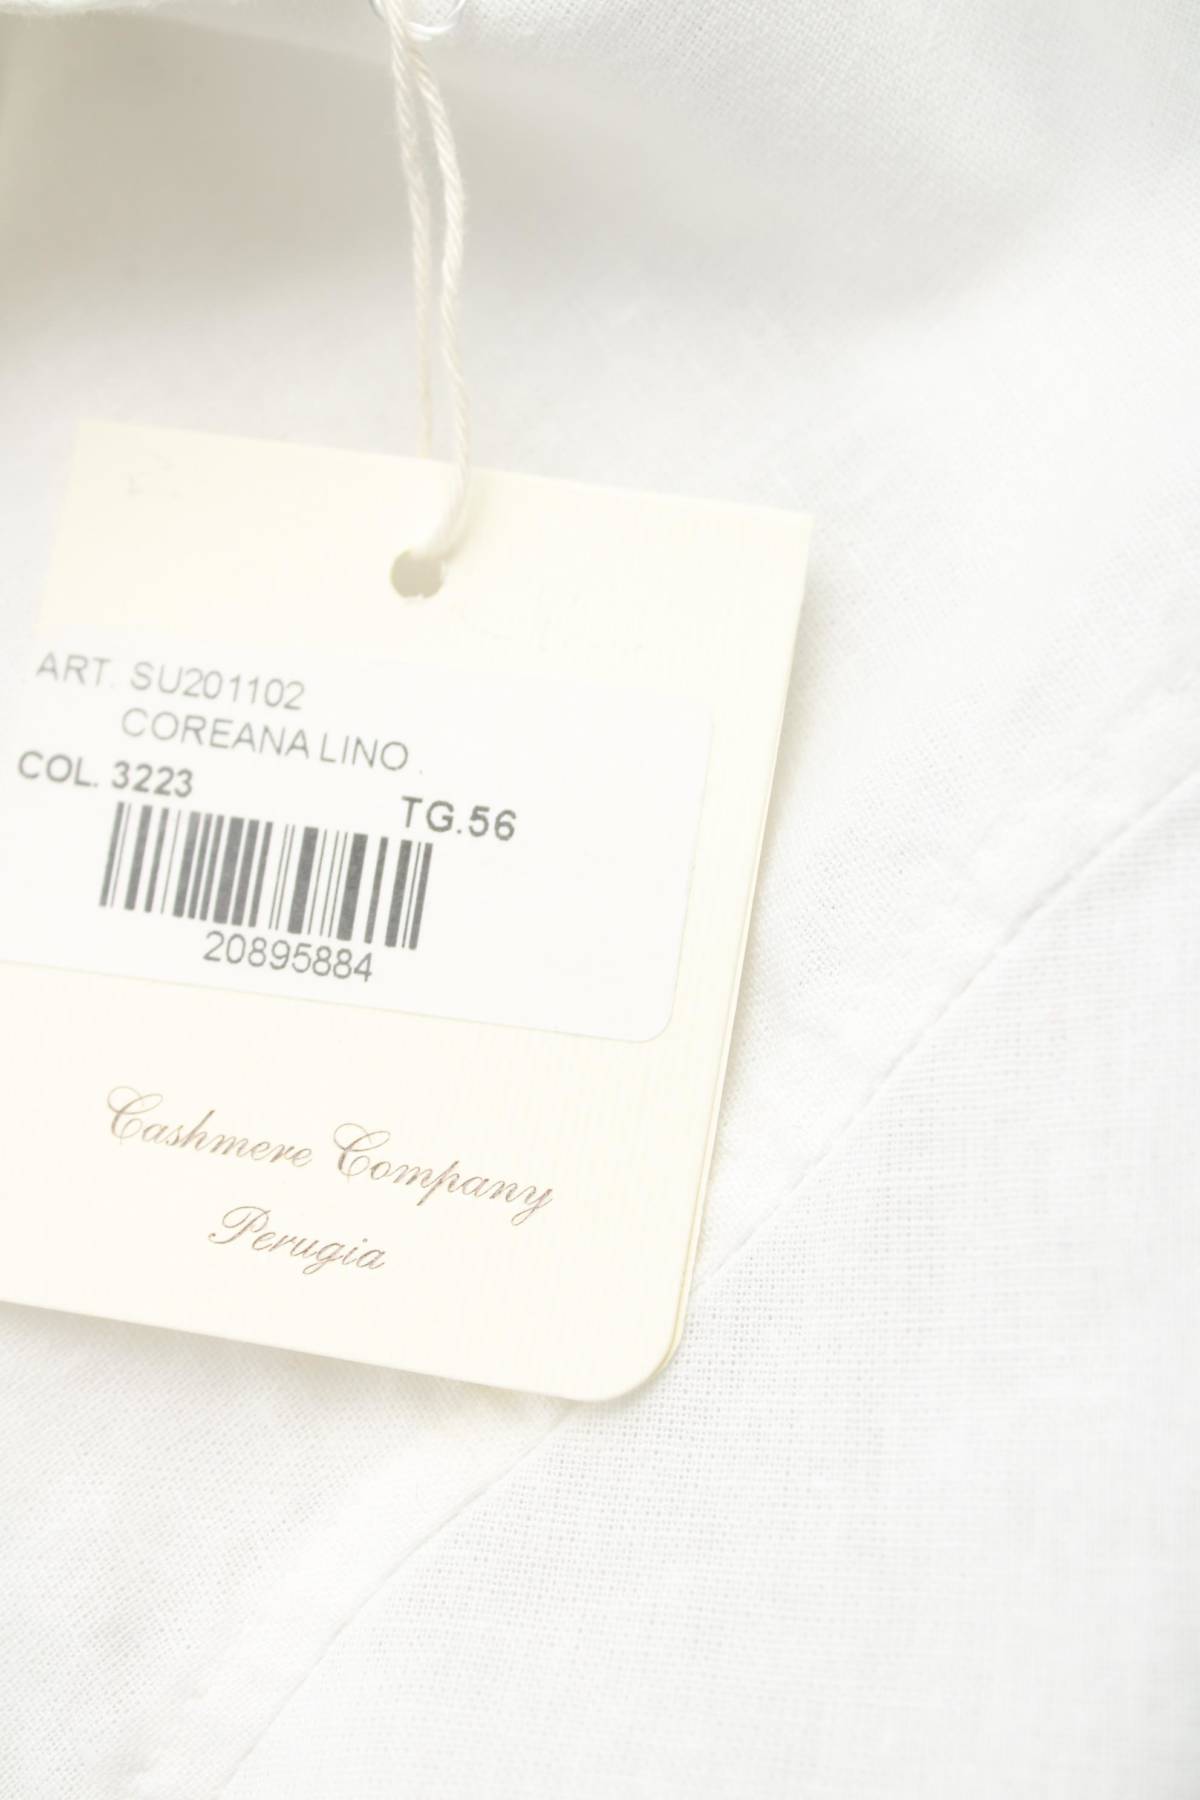 ART. SU201102
COREANA LINO .
COL. 3223
TG.56
20895884
Cashmere Company
Perugia